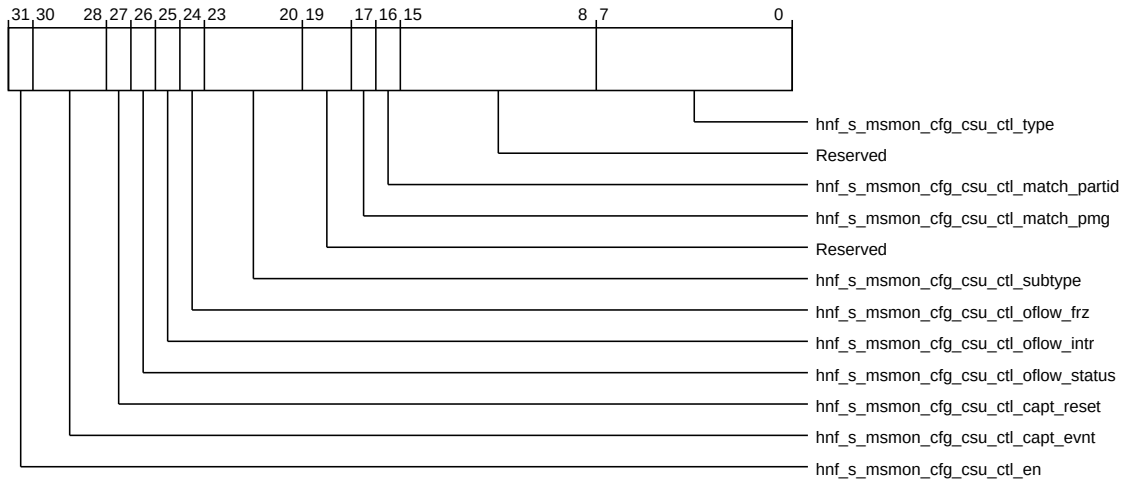 31 30 28 27 26 25 24 23 20 19 17 16 15 8 7 0
hnf_s_msmon_cfg_csu_ctl_type
Reserved
hnf_s_msmon_cfg_csu_ctl_match_partid
hnf_s_msmon_cfg_csu_ctl_match_pmg
Reserved
hnf_s_msmon_cfg_csu_ctl_subtype
hnf_s_msmon_cfg_csu_ctl_oflow_frz
hnf_s_msmon_cfg_csu_ctl_oflow_intr
hnf_s_msmon_cfg_csu_ctl_oflow_status
hnf_s_msmon_cfg_csu_ctl_capt_reset
hnf_s_msmon_cfg_csu_ctl_capt_evnt
hnf_s_msmon_cfg_csu_ctl_en